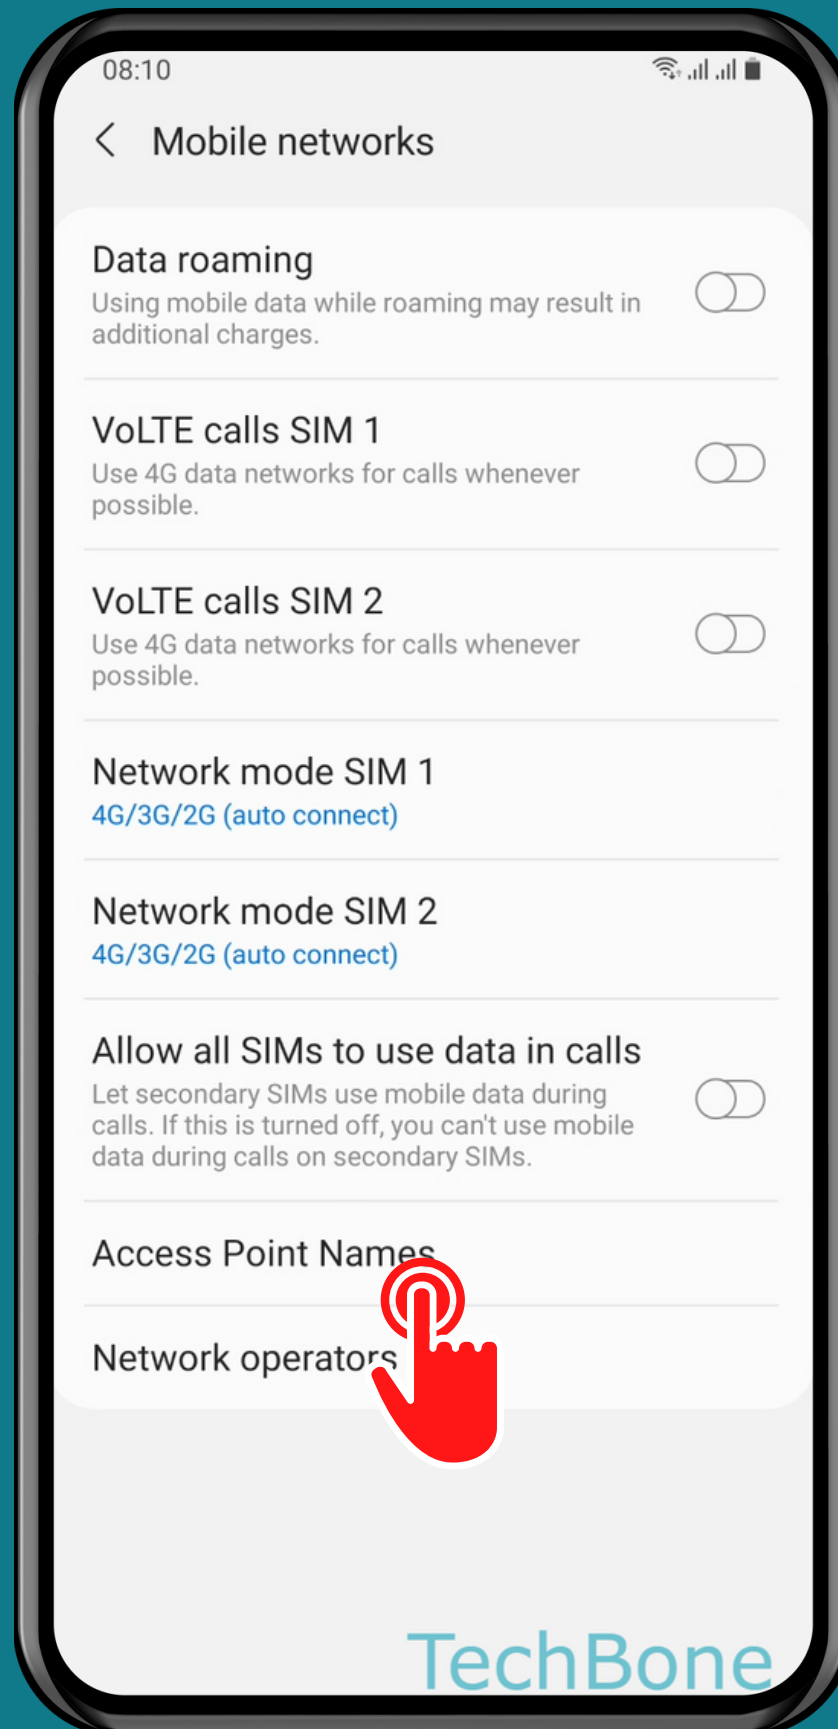 08:10
Mobile networks
Data roaming
Using mobile data while roaming may result in
additional charges.
VoLTE calls SIM 1
Use 4G data networks for calls whenever
possible.
VoLTE calls SIM 2
Use 4G data networks for calls whenever
possible.
Network mode SIM 1
4G/3G/2G (auto connect)
Network mode SIM 2
4G/3G/2G (auto connect)
Allow all SIMs to use data in calls
Let secondary SIMs use mobile data during
calls. If this is turned off, you can't use mobile
data during calls on secondary SIMs.
Access Point Names
Network operators
TechBone